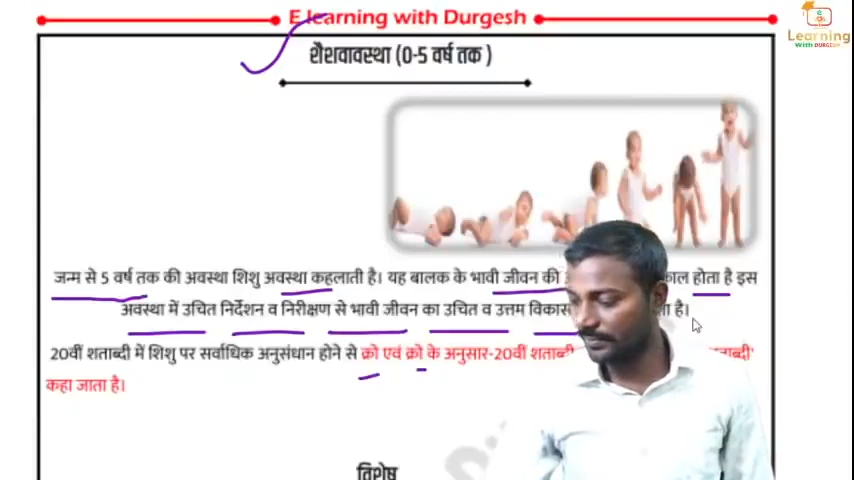 E learning with Durgesh
Learning
With DURGESH
शैशवावस्था (0-5 वर्ष तक )
जन्म से 5 वर्ष तक की अवस्था शिशु अवस्था कहलाती है। यह बालक के भावी जीवन की काल होता है इस
अवस्था में उचित निर्देशन व निरीक्षण से भावी जीवन का उचित व उत्तम विकास है।
20वीं शताब्दी में शिशु पर सर्वाधिक अनुसंधान होने से क्रो एवं क्रो के अनुसार-20वीं शताब्दी
कहा जाता है।
विशेष